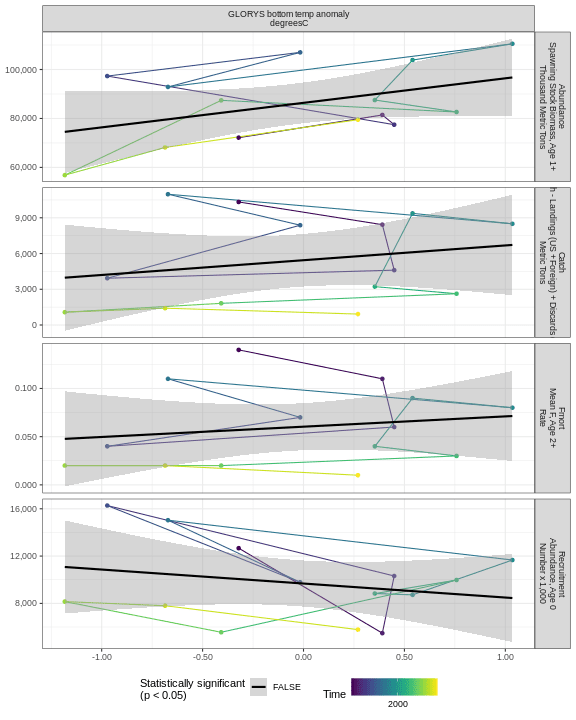 GLORYS bottom temp anomaly
degreesC
100,000
80,000
60,000
Abundance
Spawning Stock Biomass, Age 1+
Thousand Metric Tons
9,000
6,000
3,000
0
Catch
h - Landings (US +Foreign) + Discards
Metric Tons
0.100
0.050
0.000
Fmort
Mean F, Age 2+
Rate
16,000
12,000
8,000
Recruitment
Abundance, Age 0
Number x 1,000
-1.00
-0.50
0.00
0.50
1.00
Statistically significant
(p < 0.05)
FALSE
Time
2000